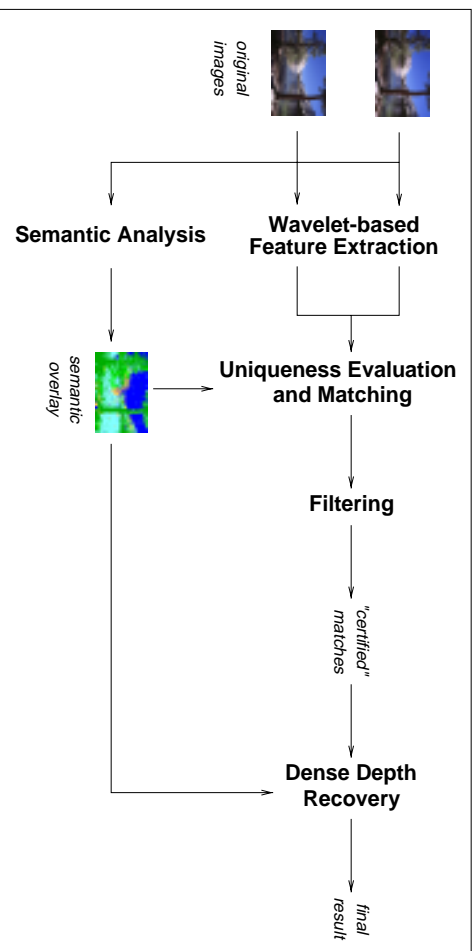 original
images
Semantic Analysis
Wavelet-based
Feature Extraction
semantic
overlay
Uniqueness Evaluation
and Matching
Filtering
"certified"
matches
Dense Depth
Recovery
final
result